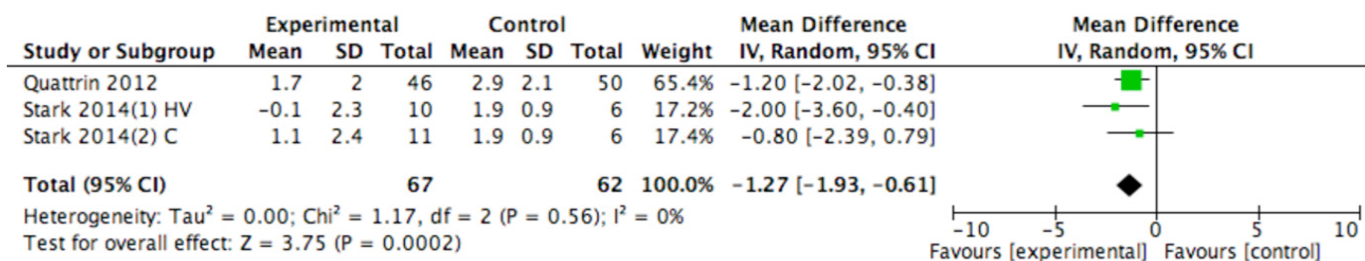 Experimental Control Mean Difference Mean Difference
Study or Subgroup Mean SD Total Mean SD Total Weight IV, Random, 95% CI IV, Random, 95% CI
Quattrin 2012 1.7 2 46 2.9 2.1 50 65.4% -1.20 [-2.02, -0.38]
Stark 2014(1) HV -0.1 2.3 10 1.9 0.9 6 17.2% -2.00 [-3.60, -0.40]
Stark 2014(2) C 1.1 2.4 11 1.9 0.9 6 17.4% -0.80 [-2.39, 0.79]
Total (95% CI) 67 62 100.0% -1.27 [-1.93, -0.61]
Heterogeneity: Tau² = 0.00; Chi² = 1.17, df = 2 (P = 0.56); I² = 0%
Test for overall effect: Z = 3.75 (P = 0.0002)
-10 -5 0 5 10
Favours [experimental] Favours [control]